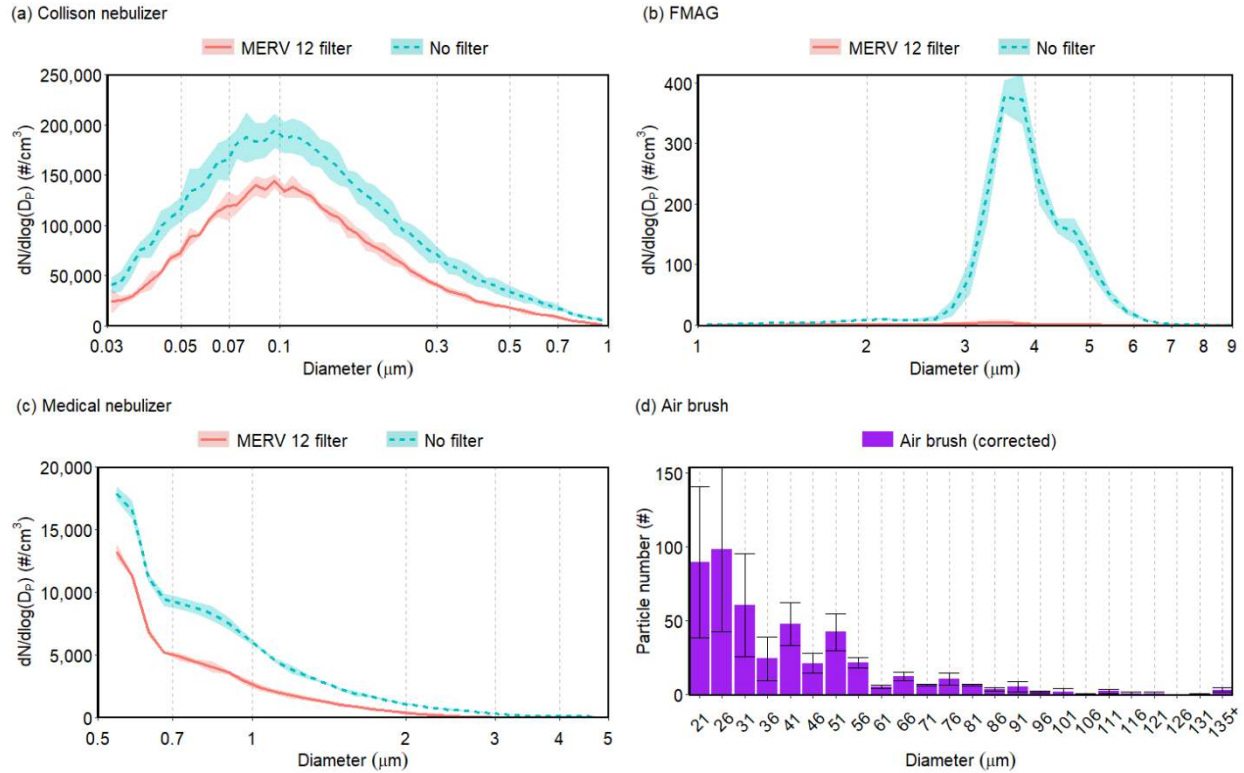 (a) Collison nebulizer
MERV 12 filter No filter
250,000
200,000
150,000
100,000
50,000
0
dN/dlog(Dₚ) (#/cm³)
0.03 0.05 0.07 0.1 0.3 0.5 0.7 1
Diameter (μm)
(b) FMAG
MERV 12 filter No filter
400
300
200
100
0
dN/dlog(Dₚ) (#/cm³)
1 2 3 4 5 6 7 8 9
Diameter (μm)
(c) Medical nebulizer
MERV 12 filter No filter
20,000
15,000
10,000
5,000
0
dN/dlog(Dₚ) (#/cm³)
0.5 0.7 1 2 5
Diameter (μm)
(d) Air brush
Air brush (corrected)
150
100
50
0
Particle number (#)
21 26 31 36 41 46 51 56 61 66 71 76 81 86 91 96 101 106 111 116 121 126 131 135+
Diameter (μm)